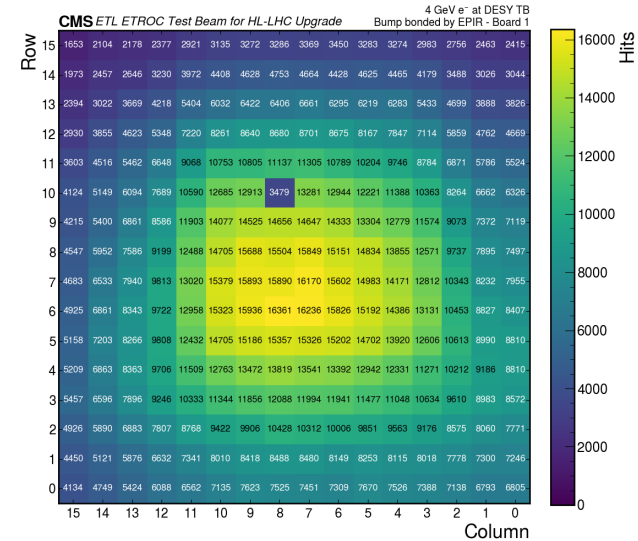 4 GeV e⁻ at DESY TB
CMS ETL ETROC Test Beam for HL-LHC Upgrade Bump bonded by EPIR - Board 1
Row
15 1653 2104 2178 2377 2921 3135 3272 3286 3369 3450 3283 3274 2983 2756 2463 2415
14 1973 2457 2646 3230 3972 4408 4628 4753 4664 4428 4625 4465 4179 3488 3026 3044
13 2394 3022 3669 4218 5404 6032 6422 6406 6661 6295 6219 6283 5433 4699 3888 3826
12 2930 3855 4623 5348 7220 8261 8640 8680 8701 8675 8167 7847 7114 5859 4762 4669
11 3603 4516 5462 6648 9068 10753 10805 11137 11305 10789 10204 9746 8784 6871 5786 5524
10 4124 5149 6094 7689 10590 12685 12913 3479 13281 12944 12221 11388 10363 8264 6662 6326
9 4215 5400 6861 8586 11903 14077 14525 14656 14647 14333 13304 12779 11574 9073 7372 7119
8 4547 5952 7586 9199 12488 14705 15688 15504 15849 15151 14834 13855 12571 9737 7895 7497
7 4683 6533 7940 9813 13020 15379 15893 15890 16170 15602 14983 14171 12812 10343 8232 7955
6 4925 6861 8343 9722 12958 15323 15936 16361 16236 15826 15192 14386 13131 10453 8827 8407
5 5158 7203 8266 9808 12432 14705 15186 15357 15326 15202 14702 13920 12606 10613 8990 8810
4 5209 6863 8363 9706 11509 12763 13472 13819 13541 13392 12942 12331 11271 10212 9186 8810
3 5457 6596 7896 9246 10333 11344 11856 12088 11994 11941 11477 11048 10634 9610 8983 8572
2 4926 5890 6883 7807 8768 9422 9906 10428 10312 10006 9851 9563 9176 8575 8060 7771
1 4450 5121 5876 6632 7341 8010 8418 8488 8480 8149 8253 8115 8018 7778 7300 7246
0 4134 4749 5424 6088 6562 7135 7623 7525 7451 7309 7670 7526 7388 7138 6793 6805
15 14 13 12 11 10 9 8 7 6 5 4 3 2 1 0
Column
Hits
16000
14000
12000
10000
8000
6000
4000
2000
0